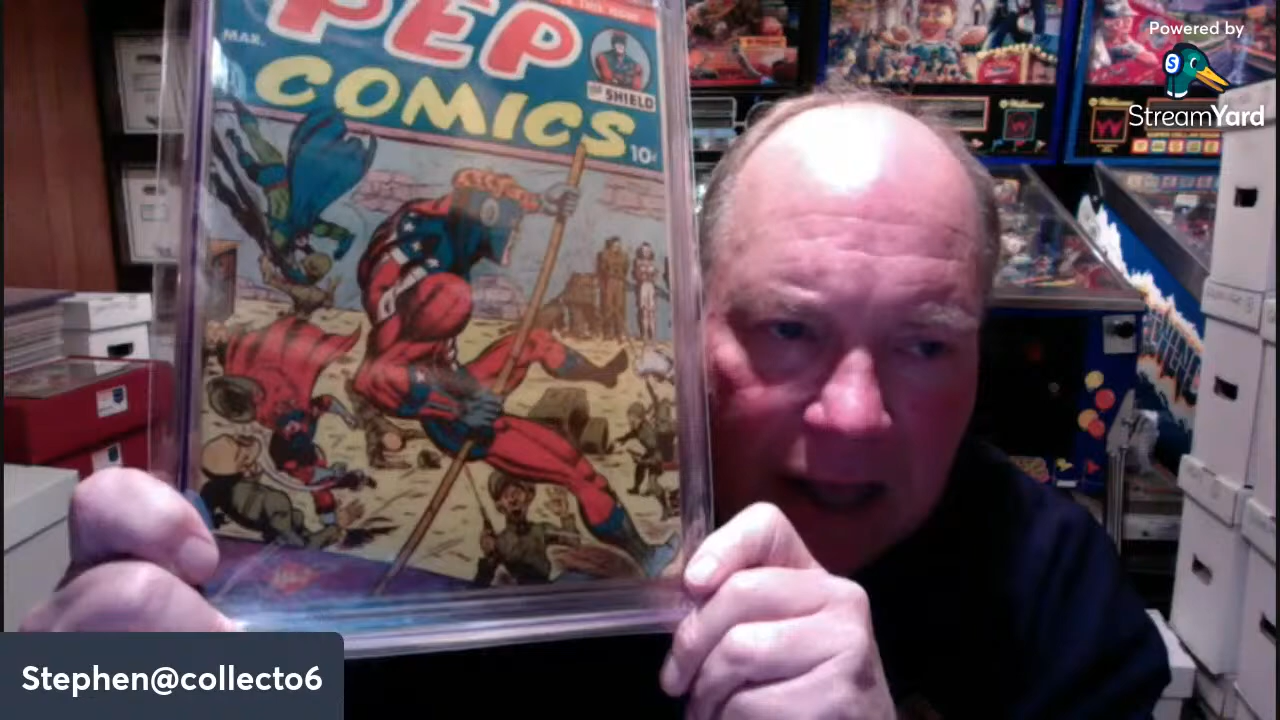 Powered by
StreamYard
PEP
MAR.
COMICS
SHIELD
10¢
Stephen@collecto6